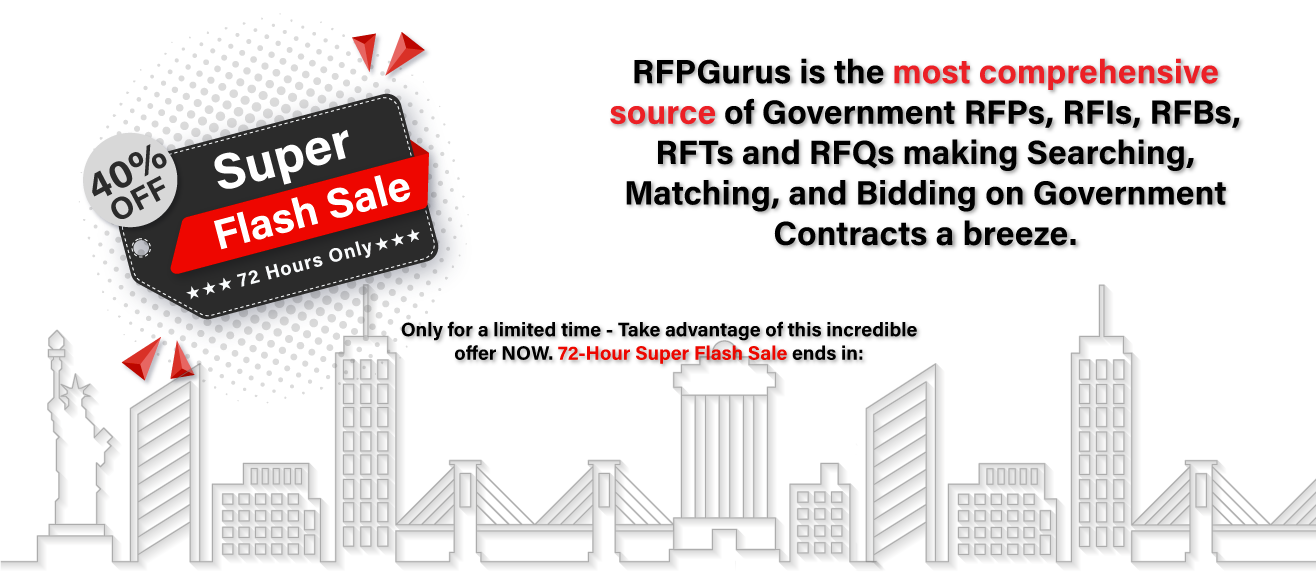 40%
OFF
Super
Flash Sale
★★★ 72 Hours Only ★★★
RFPGurus is the most comprehensive
source of Government RFPs, RFIs, RFBs,
RFTs and RFQs making Searching,
Matching, and Bidding on Government
Contracts a breeze.
Only for a limited time - Take advantage of this incredible
offer NOW. 72-Hour Super Flash Sale ends in: